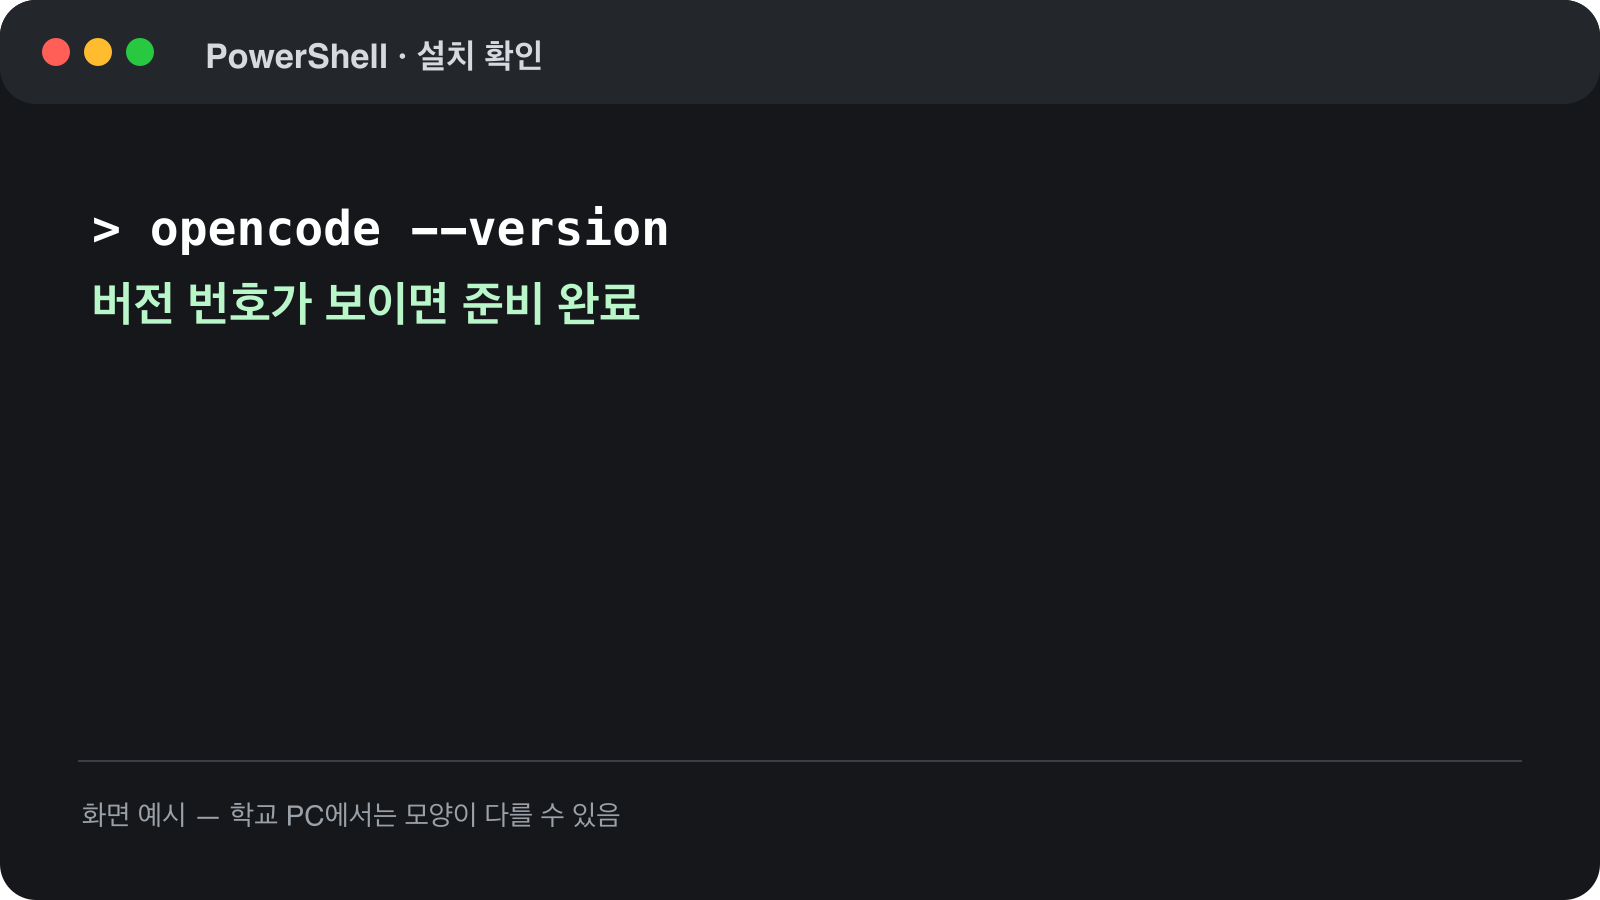 PowerShell · 설치 확인
> opencode --version
버전 번호가 보이면 준비 완료
화면 예시 — 학교 PC에서는 모양이 다를 수 있음